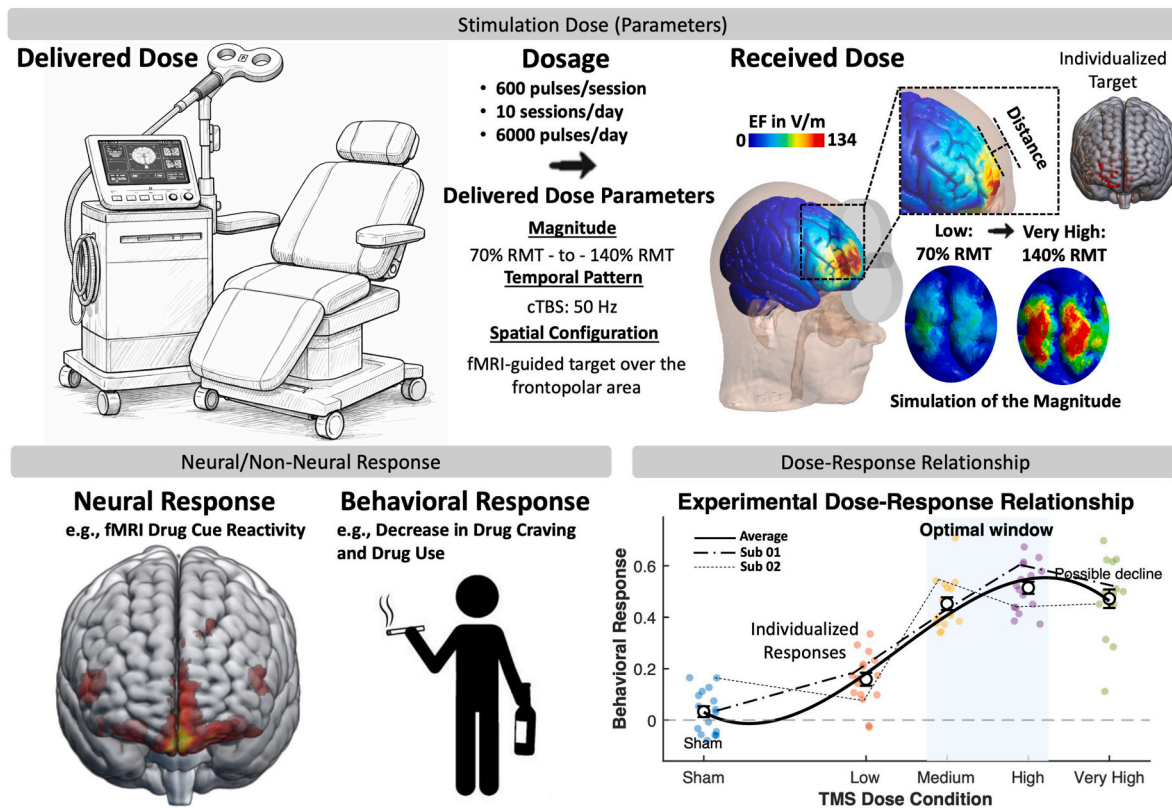 Stimulation Dose (Parameters)
Delivered Dose
Dosage
• 600 pulses/session
• 10 sessions/day
• 6000 pulses/day
Delivered Dose Parameters
Magnitude
70% RMT - to - 140% RMT
Temporal Pattern
cTBS: 50 Hz
Spatial Configuration
fMRI-guided target over the
frontopolar area
Received Dose
EF in V/m
0 134
Distance
Individualized
Target
Low:
70% RMT
Very High:
140% RMT
Simulation of the Magnitude
Neural/Non-Neural Response
Neural Response
e.g., fMRI Drug Cue Reactivity
Behavioral Response
e.g., Decrease in Drug Craving
and Drug Use
Dose-Response Relationship
Experimental Dose-Response Relationship
Average
Sub 01
Sub 02
Optimal window
Possible decline
Individualized
Responses
Sham
Behavioral Response
0.6
0.4
0.2
0
Sham Low Medium High Very High
TMS Dose Condition